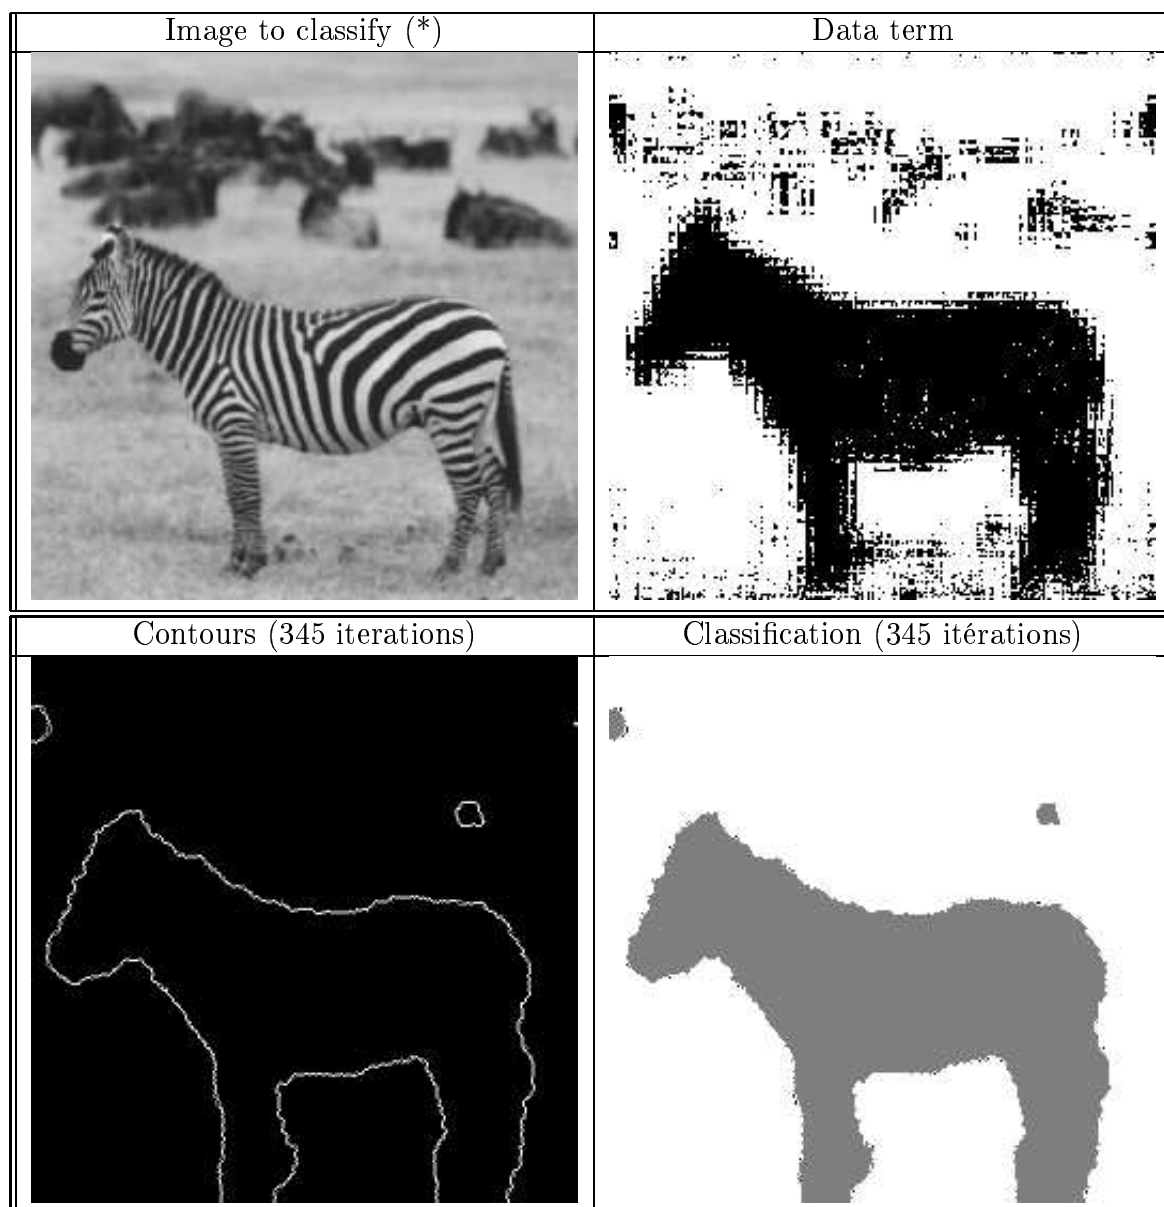 Image to classify (*)
Data term
Contours (345 iterations)
Classification (345 itérations)